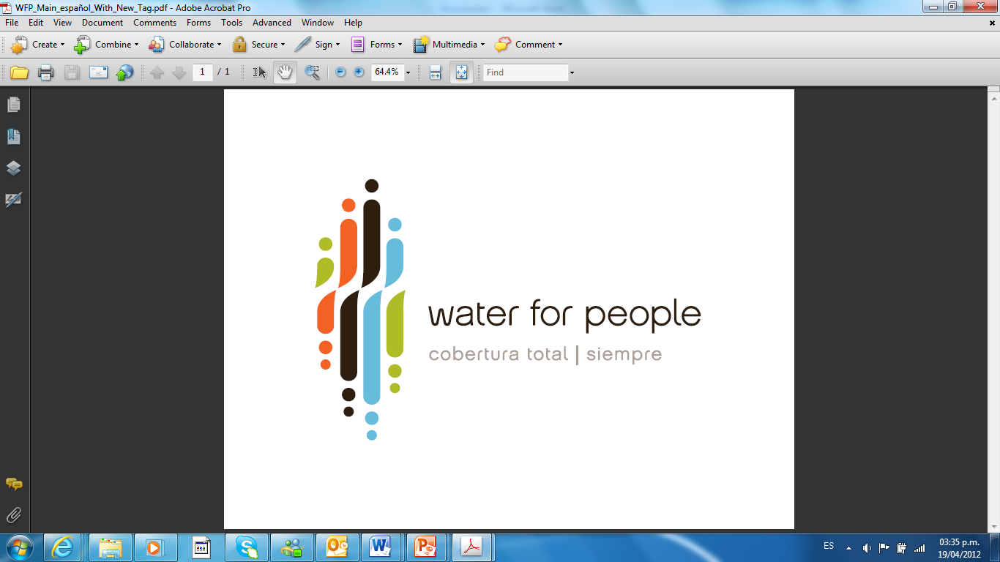 WFP_Main_español_With_New_Tag.pdf - Adobe Acrobat Pro
File Edit View Document Comments Forms Tools Advanced Window Help
Create Combine Collaborate Secure Sign Forms Multimedia Comment
1 / 1 64.4% Find
water for people
cobertura total | siempre
ES 03:35 p.m.
19/04/2012